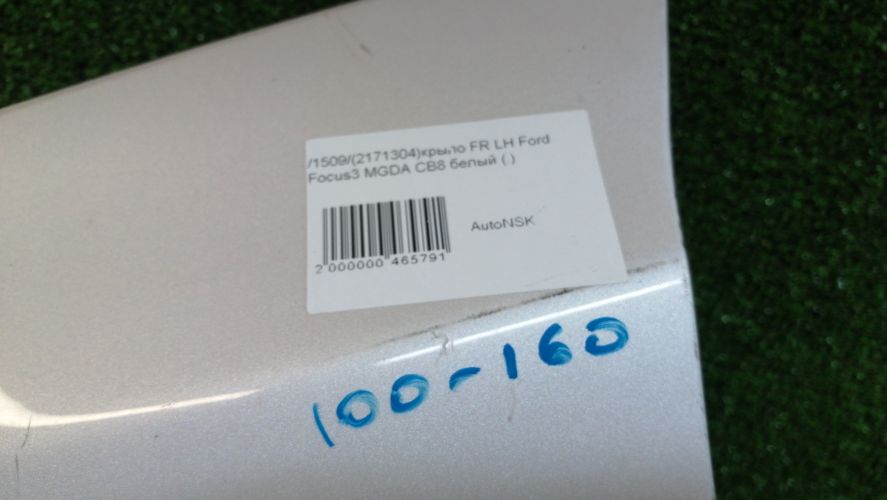 /1509/(2171304)крыло FR LH Ford
Focus3 MGDA CB8 белый ( )
AutoNSK
2 000000 465791
100-160